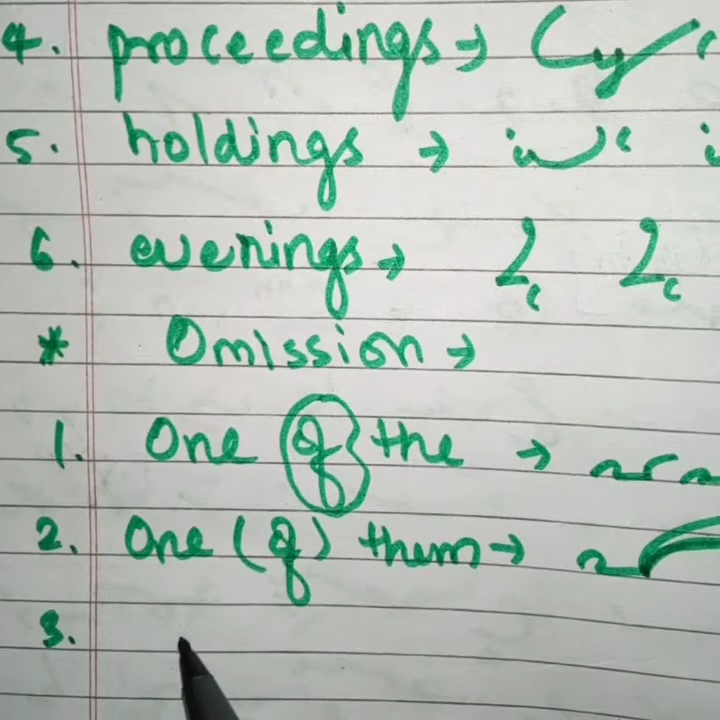 4. proceedings →
5. holdings →
6. evenings →
* Omission →
1. One of the →
2. One (of) them →
3.